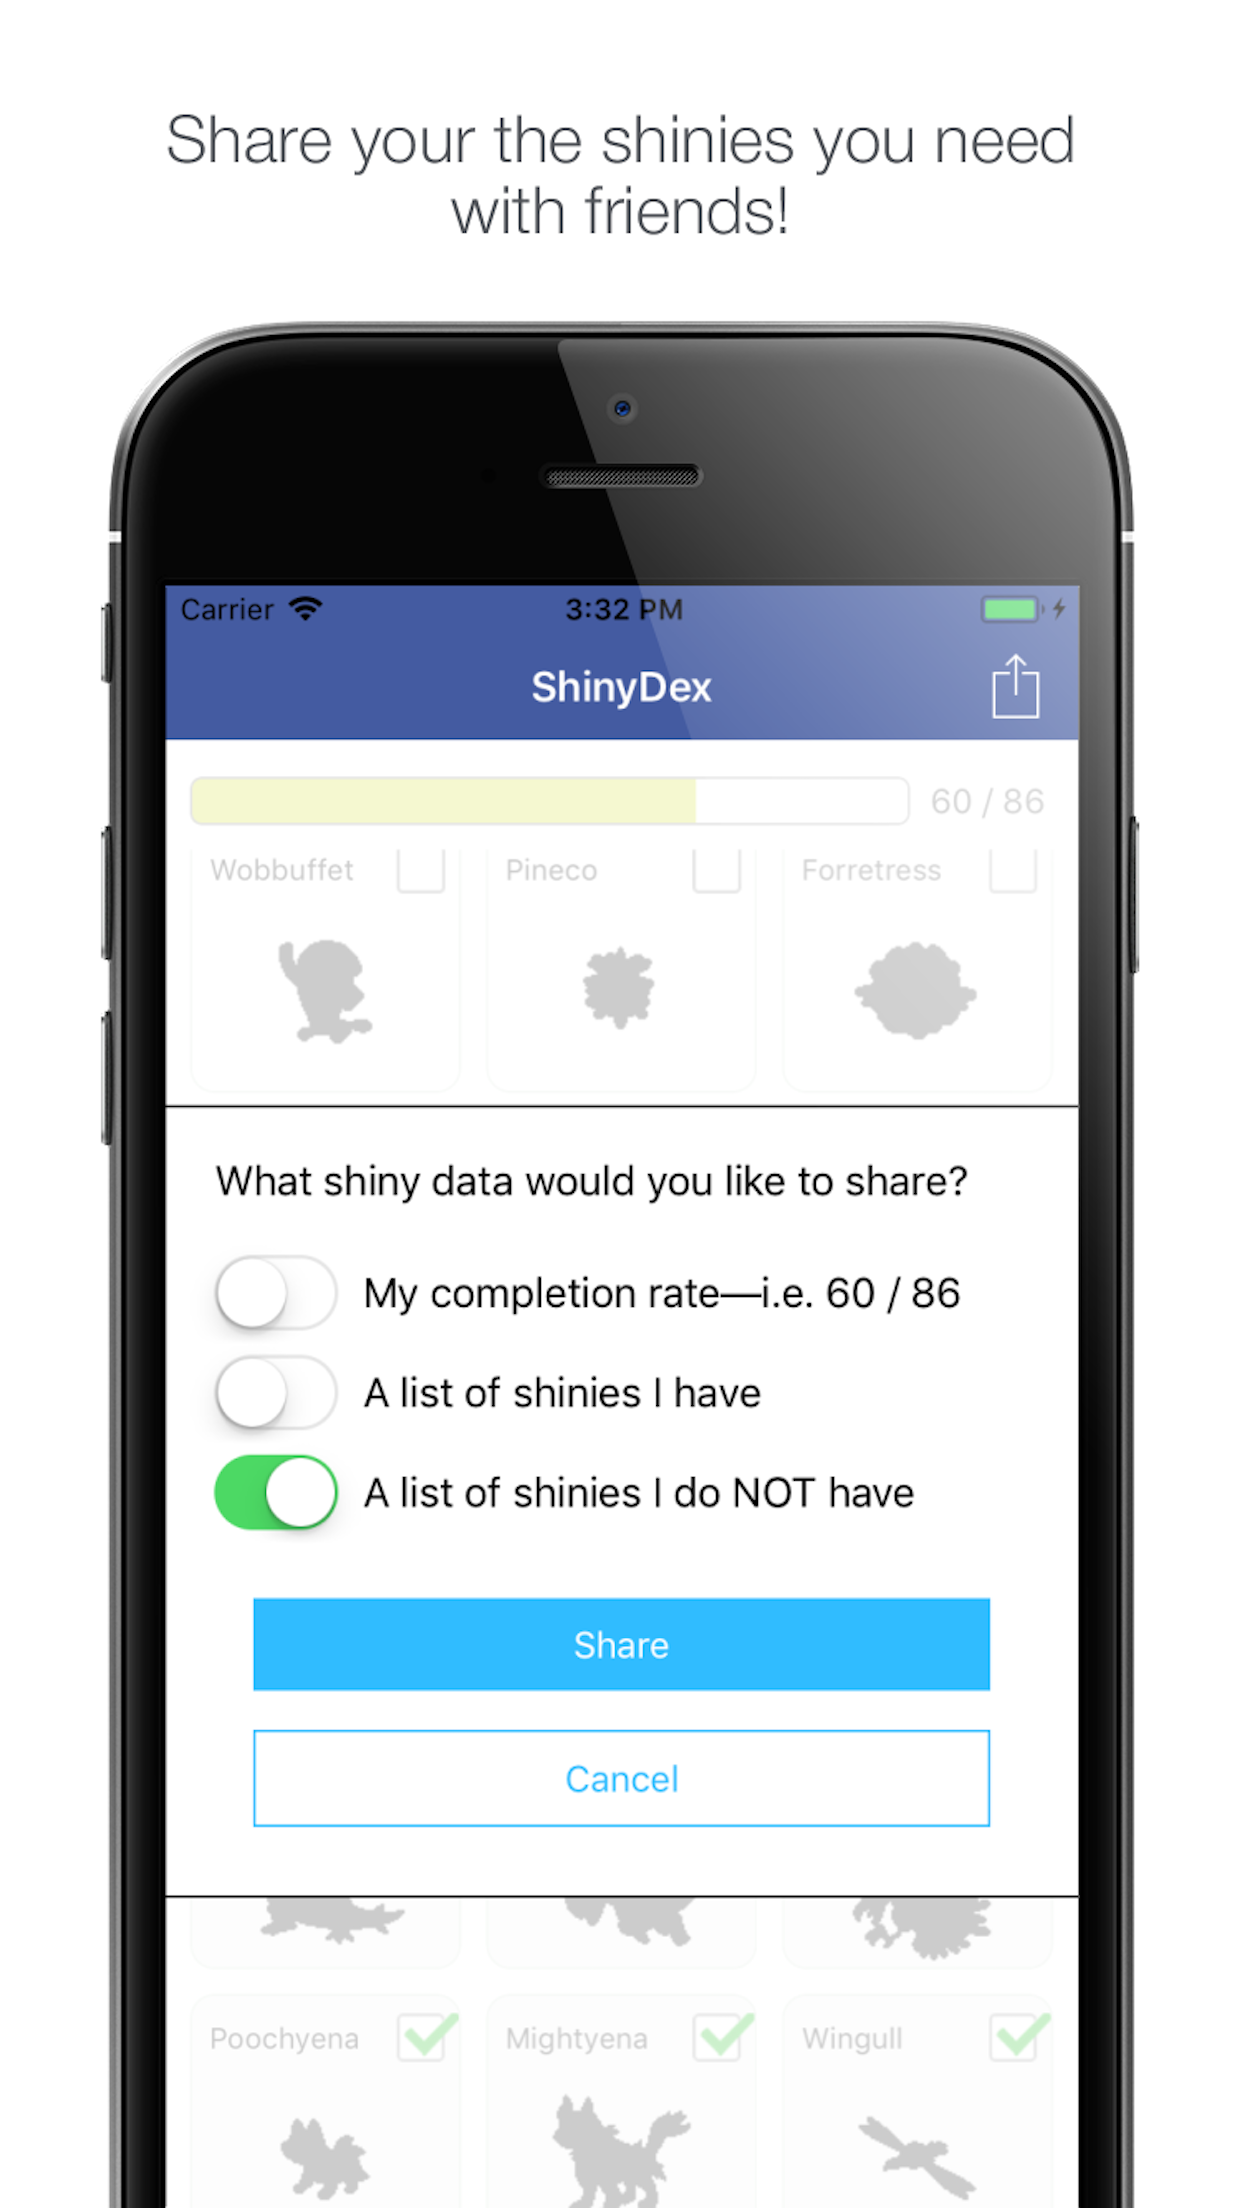 Share your the shinies you need
with friends!
Carrier 3:32 PM
ShinyDex
60 / 86
Wobbuffet Pineco Forretress
What shiny data would you like to share?
My completion rate—i.e. 60 / 86
A list of shinies I have
A list of shinies I do NOT have
Share
Cancel
Poochyena Mightyena Wingull